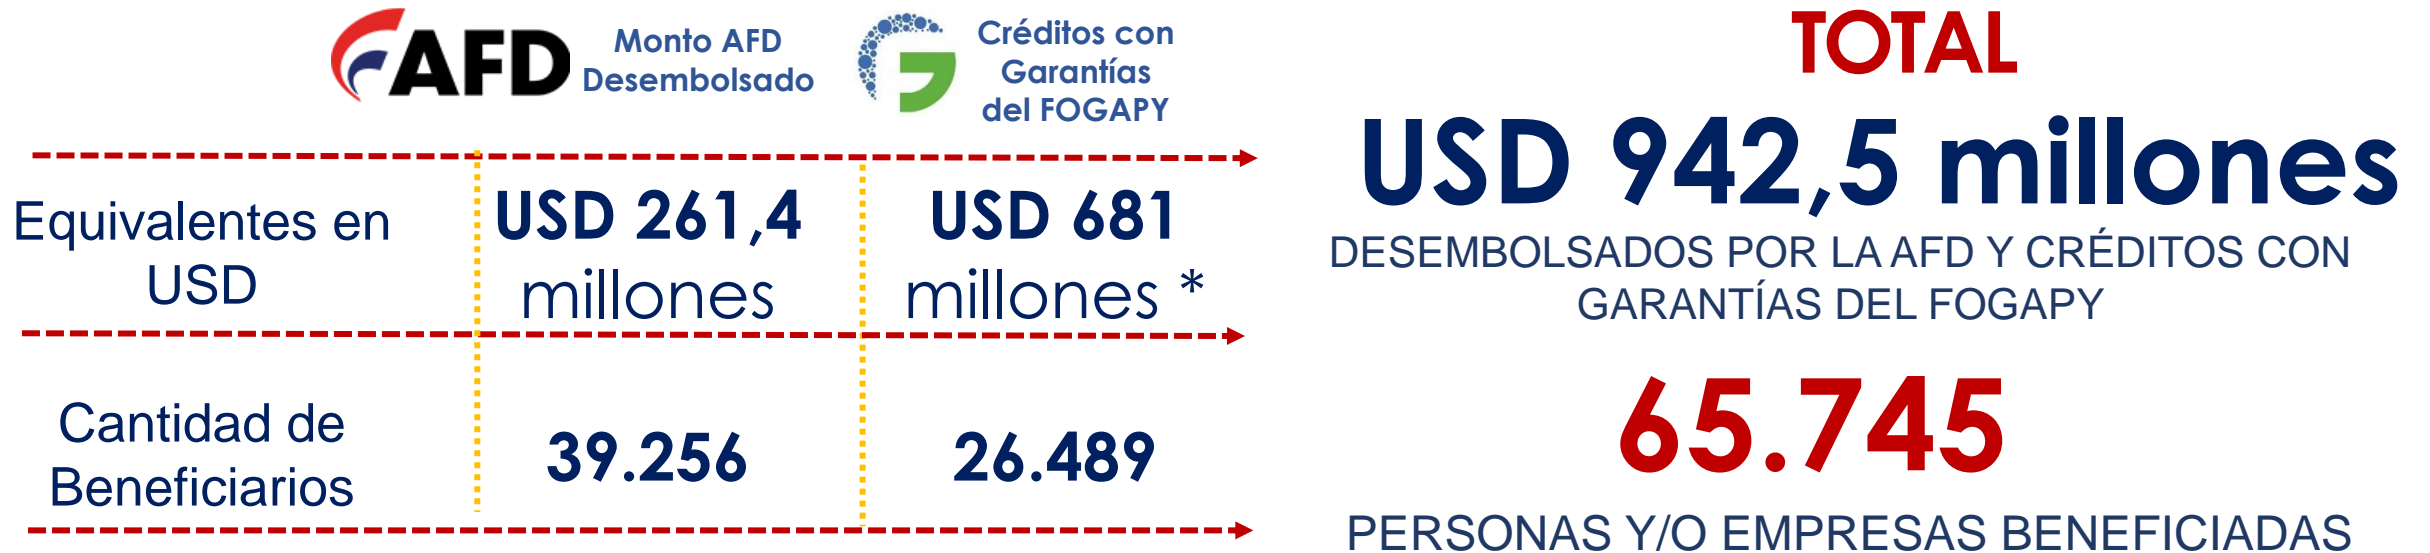 AFD
Monto AFD
Desembolsado
Créditos con
Garantías
del FOGAPY
Equivalentes en
USD
USD 261,4
millones
USD 681
millones *
Cantidad de
Beneficiarios
39.256
26.489
TOTAL
USD 942,5 millones
DESEMBOLSADOS POR LA AFD Y CRÉDITOS CON
GARANTÍAS DEL FOGAPY
65.745
PERSONAS Y/O EMPRESAS BENEFICIADAS